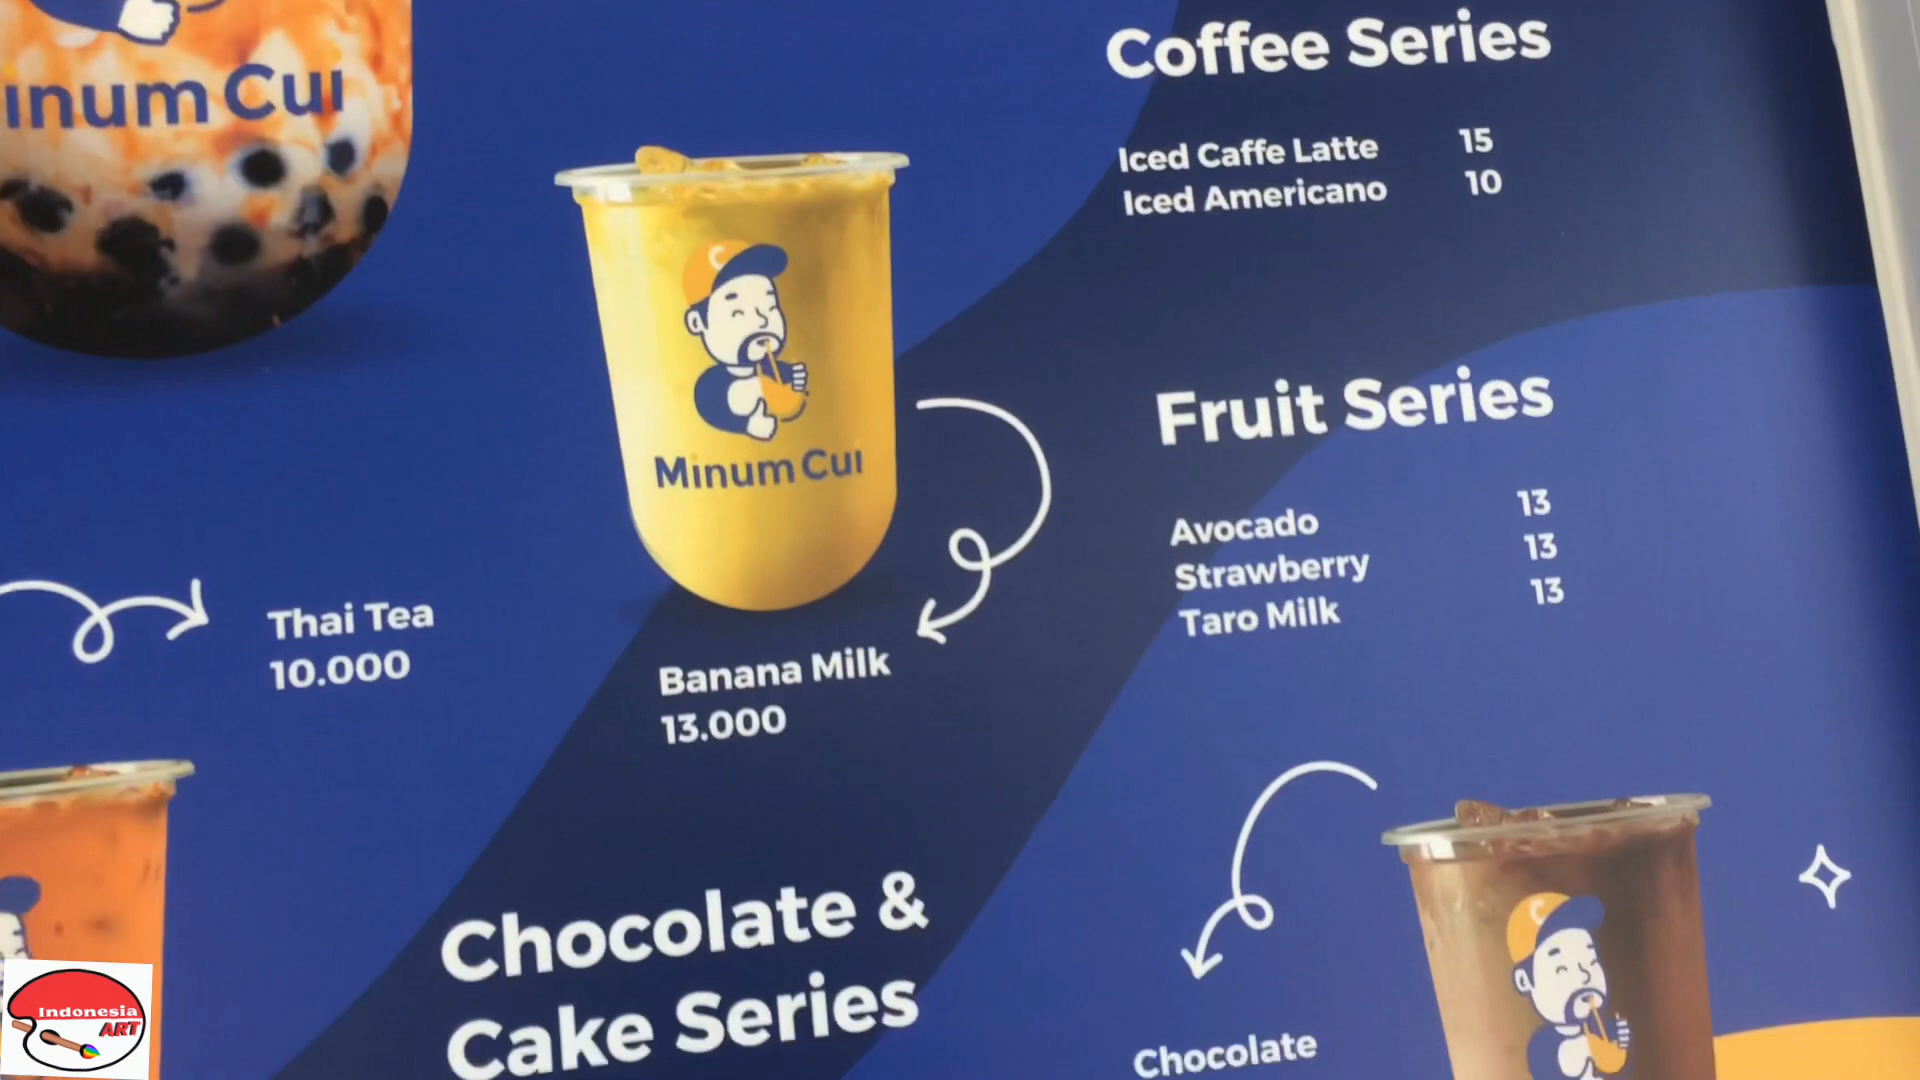 Minum Cui
Coffee Series
Iced Caffe Latte 15
Iced Americano 10
Minum Cui
Fruit Series
Avocado 13
Strawberry 13
Taro Milk 13
Thai Tea
10.000
Banana Milk
13.000
Chocolate &
Cake Series
Chocolate
Indonesia
ART